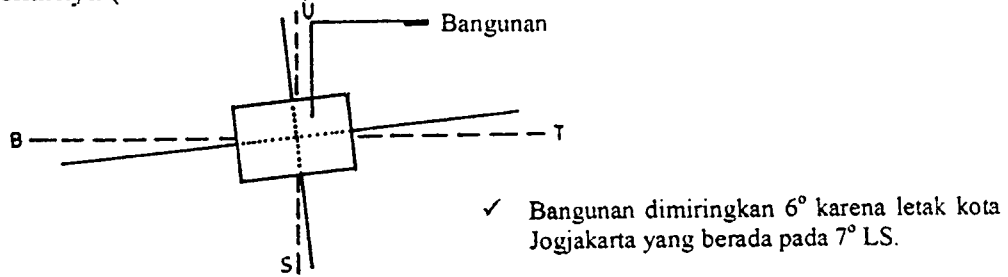 U
Bangunan
B
T
✓ Bangunan dimiringkan 6° karena letak kota
Jogjakarta yang berada pada 7° LS.
S